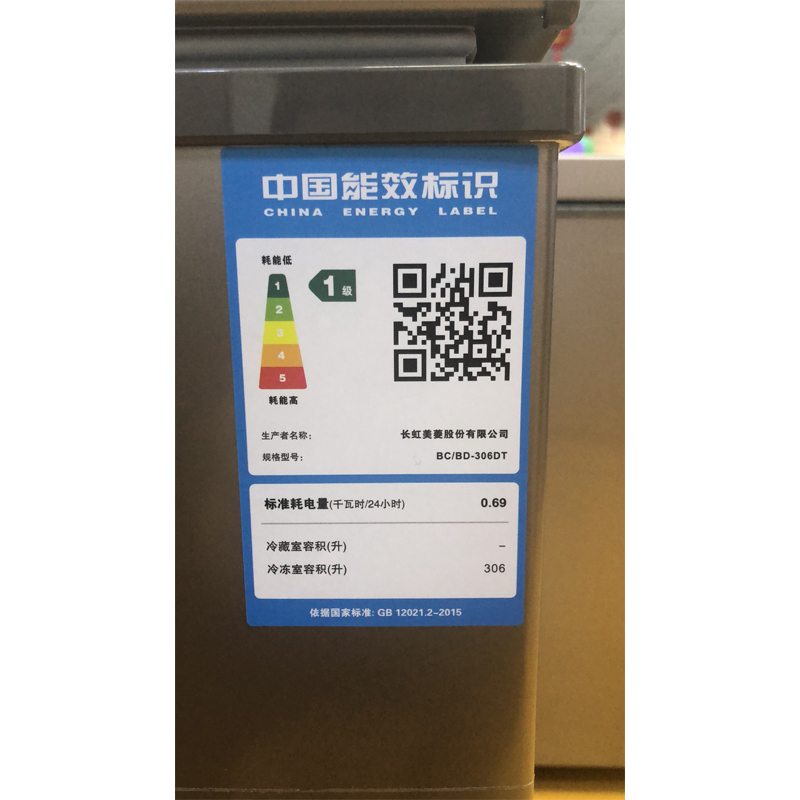 中国能效标识
CHINA ENERGY LABEL
耗能低
1
2
3
4
5
耗能高
1级
生产者名称： 长虹美菱股份有限公司
规格型号： BC/BD-306DT
标准耗电量(千瓦时/24小时) 0.69
冷藏室容积(升) –
冷冻室容积(升) 306
依据国家标准: GB 12021.2–2015